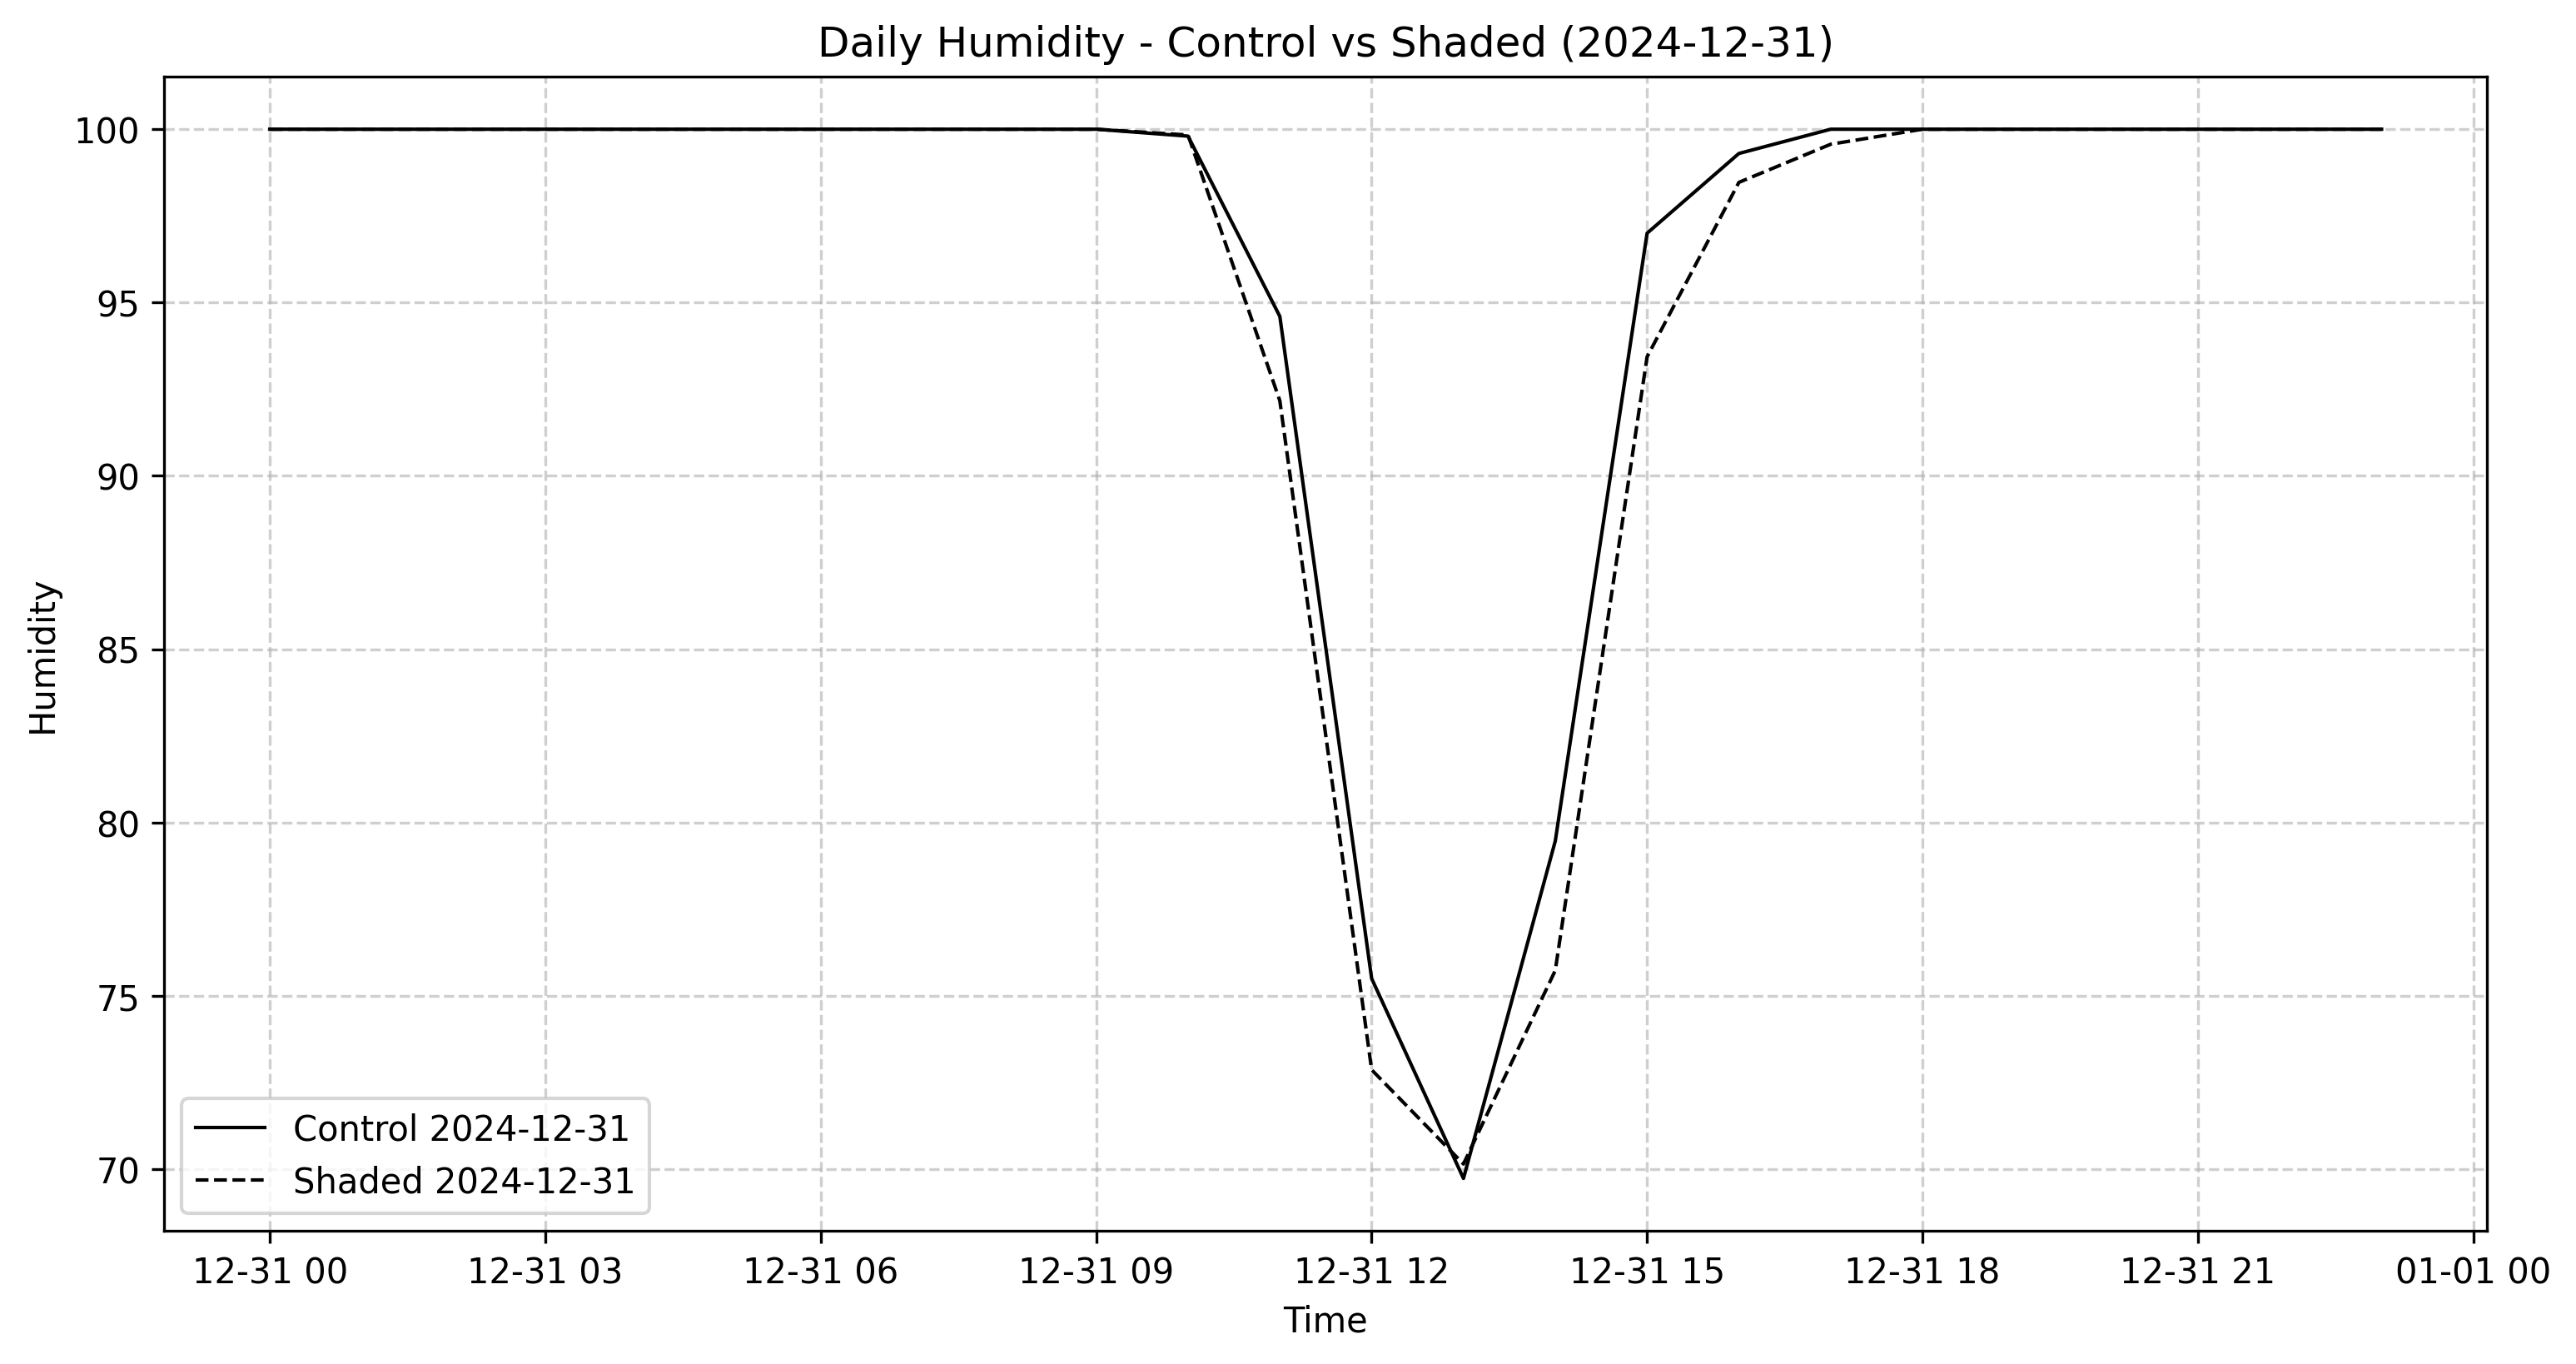 Daily Humidity - Control vs Shaded (2024-12-31)
100
95
90
85
80
75
70
Humidity
Control 2024-12-31
Shaded 2024-12-31
12-31 00 12-31 03 12-31 06 12-31 09 12-31 12 12-31 15 12-31 18 12-31 21 01-01 00
Time